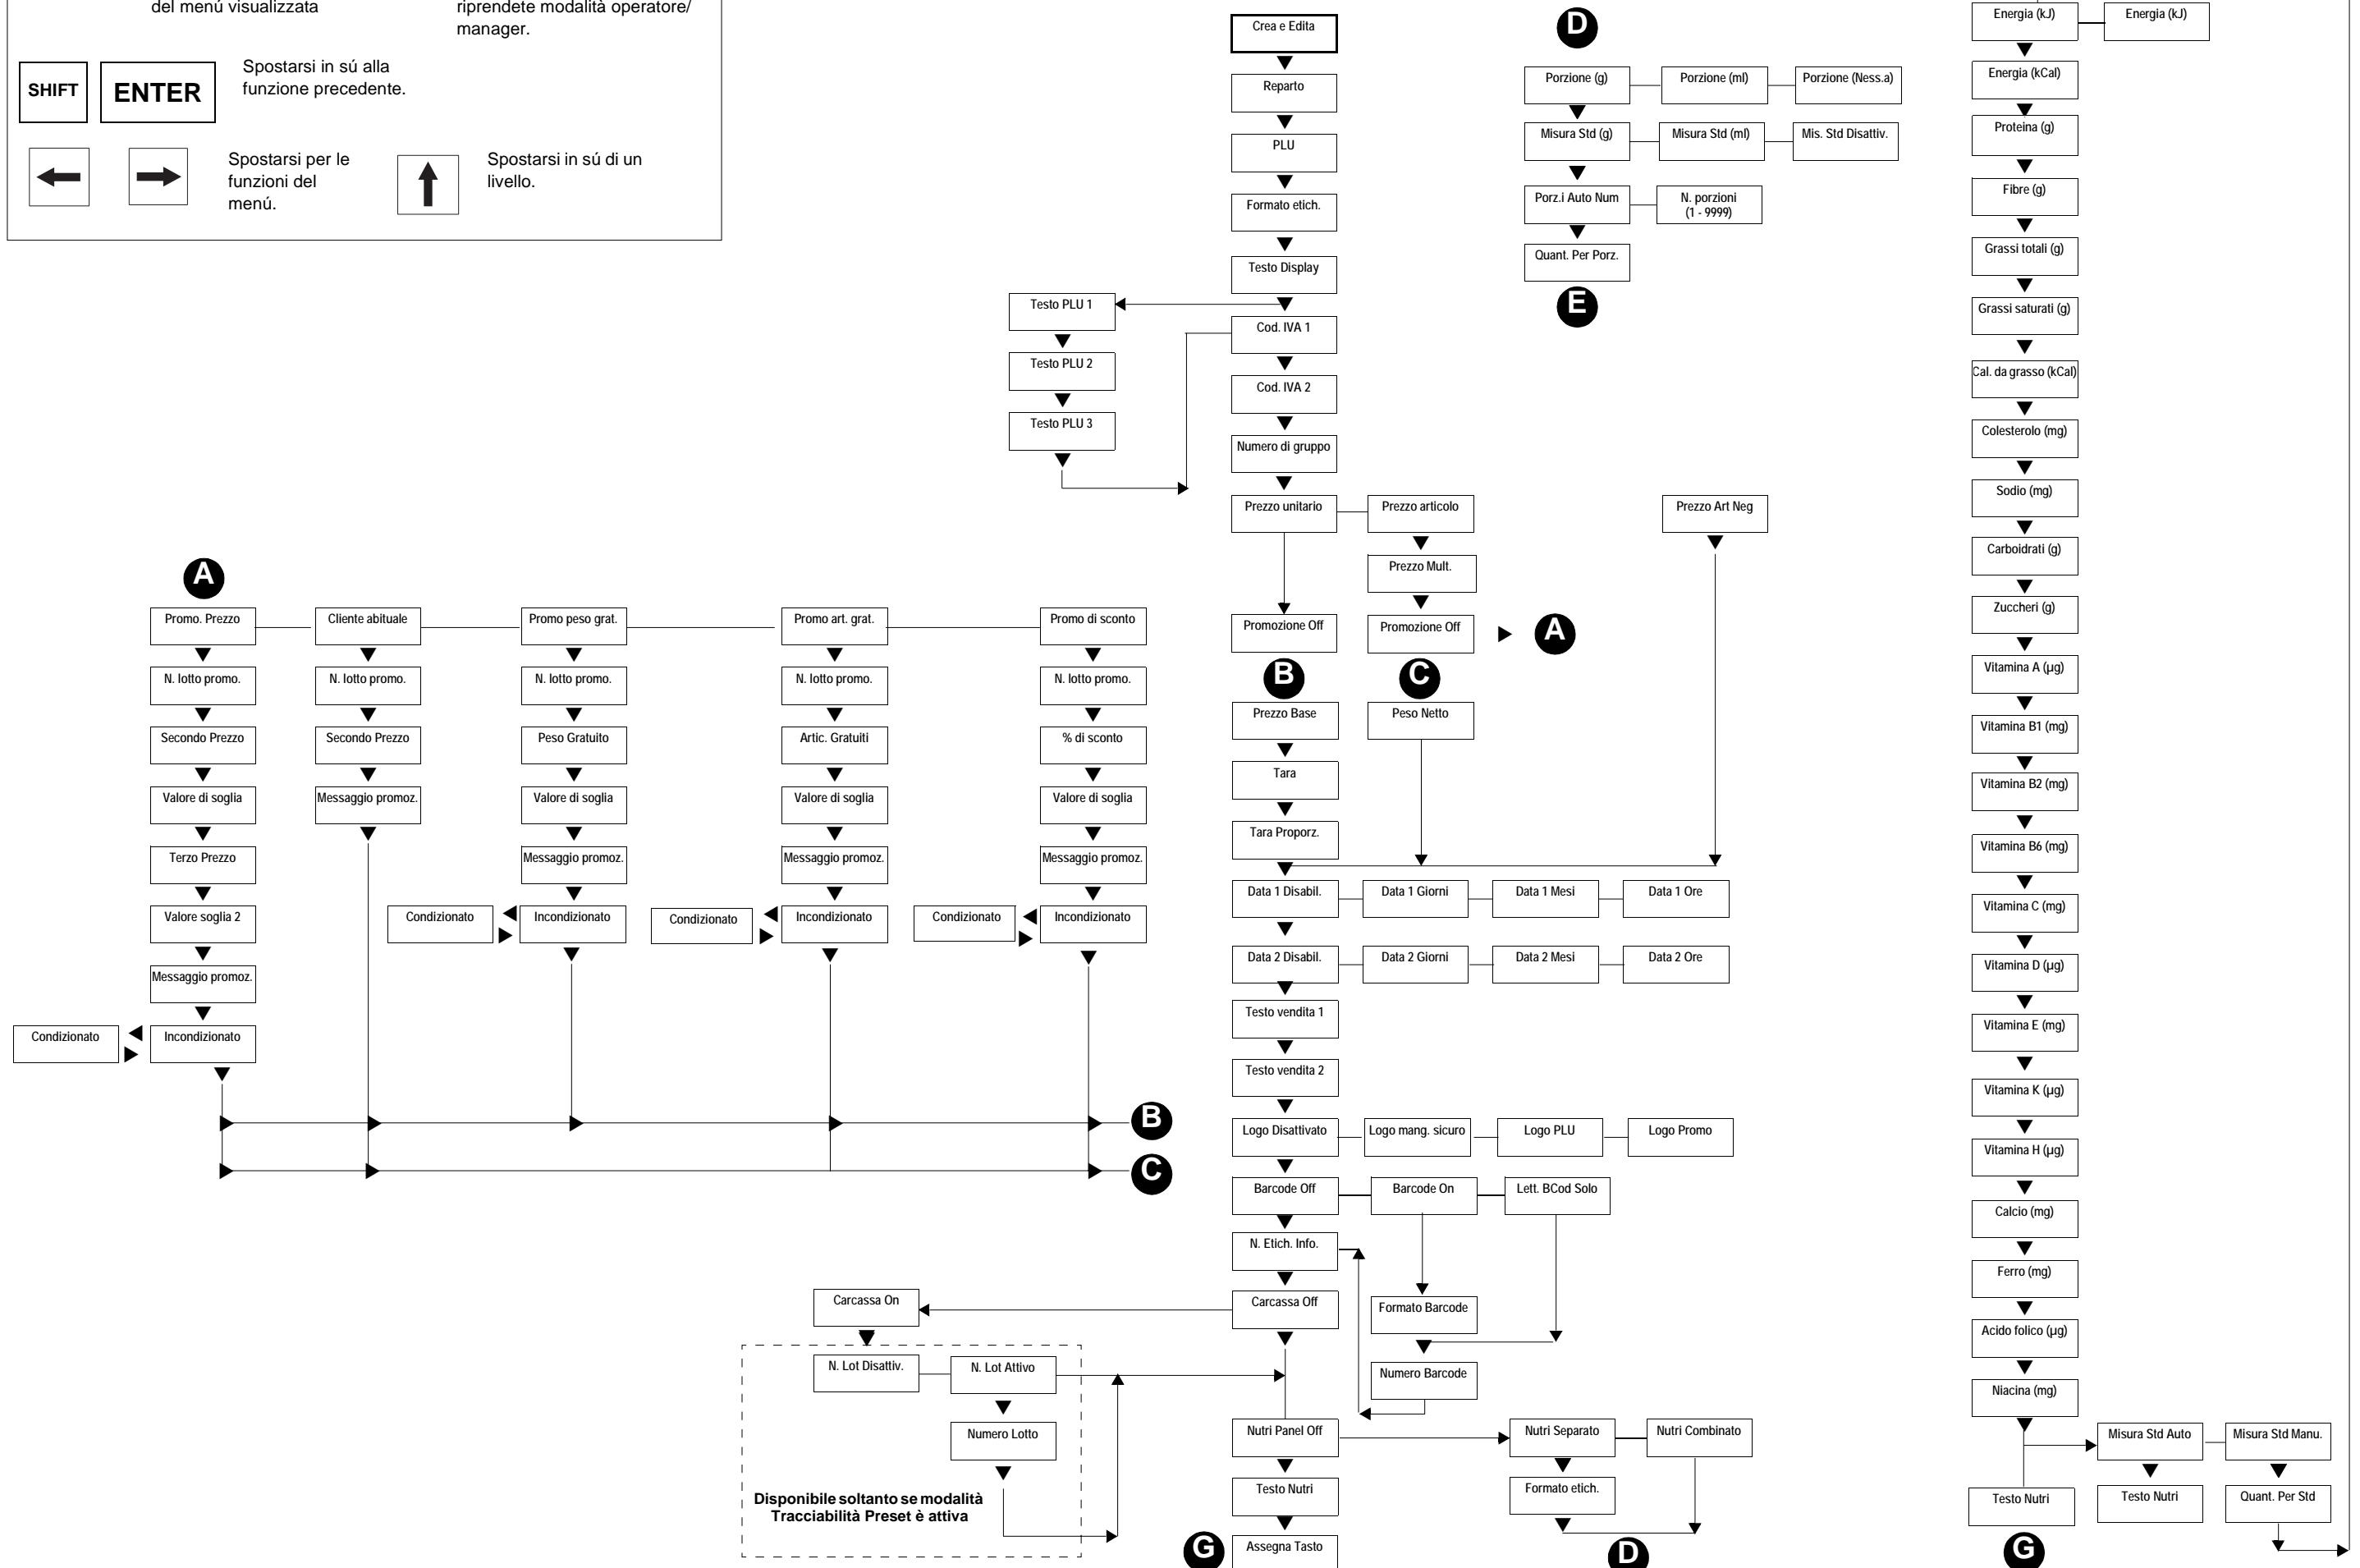 del menú visualizzata
riprendete modalità operatore/
manager.
SHIFT
ENTER
Spostarsi in sú alla
funzione precedente.
Spostarsi per le
funzioni del
menú.
Spostarsi in sú di un
livello.
Testo PLU 1
Testo PLU 2
Testo PLU 3
Crea e Edita
Reparto
PLU
Formato etich.
Testo Display
Cod. IVA 1
Cod. IVA 2
Numero di gruppo
Prezzo unitario
Prezzo articolo
Prezzo Art Neg
Prezzo Mult.
Promozione Off
Promozione Off
A
B
C
Prezzo Base
Peso Netto
Tara
Tara Proporz.
Data 1 Disabil.
Data 1 Giorni
Data 1 Mesi
Data 1 Ore
Data 2 Disabil.
Data 2 Giorni
Data 2 Mesi
Data 2 Ore
Testo vendita 1
Testo vendita 2
Logo Disattivato
Logo mang. sicuro
Logo PLU
Logo Promo
Barcode Off
Barcode On
Lett. BCod Solo
N. Etich. Info.
Carcassa On
Carcassa Off
Formato Barcode
N. Lot Disattiv.
N. Lot Attivo
Numero Barcode
Numero Lotto
Disponibile soltanto se modalità
Tracciabilità Preset è attiva
Nutri Panel Off
Nutri Separato
Nutri Combinato
Testo Nutri
Formato etich.
G
Assegna Tasto
D
A
Promo. Prezzo
Cliente abituale
Promo peso grat.
Promo art. grat.
Promo di sconto
N. lotto promo.
N. lotto promo.
N. lotto promo.
N. lotto promo.
N. lotto promo.
Secondo Prezzo
Secondo Prezzo
Peso Gratuito
Artic. Gratuiti
% di sconto
Valore di soglia
Messaggio promoz.
Valore di soglia
Valore di soglia
Valore di soglia
Terzo Prezzo
Messaggio promoz.
Messaggio promoz.
Messaggio promoz.
Valore soglia 2
Condizionato
Incondizionato
Condizionato
Incondizionato
Condizionato
Incondizionato
Messaggio promoz.
Condizionato
Incondizionato
B
C
D
Porzione (g)
Porzione (ml)
Porzione (Ness.a)
Misura Std (g)
Misura Std (ml)
Mis. Std Disattiv.
Porz.i Auto Num
N. porzioni
(1 - 9999)
Quant. Per Porz.
E
Energia (kJ)
Energia (kJ)
Energia (kCal)
Proteina (g)
Fibre (g)
Grassi totali (g)
Grassi saturati (g)
Cal. da grasso (kCal)
Colesterolo (mg)
Sodio (mg)
Carboidrati (g)
Zuccheri (g)
Vitamina A (µg)
Vitamina B1 (mg)
Vitamina B2 (mg)
Vitamina B6 (mg)
Vitamina C (mg)
Vitamina D (µg)
Vitamina E (mg)
Vitamina K (µg)
Vitamina H (µg)
Calcio (mg)
Ferro (mg)
Acido folico (µg)
Niacina (mg)
Misura Std Auto
Misura Std Manu.
Testo Nutri
Testo Nutri
Quant. Per Std
G